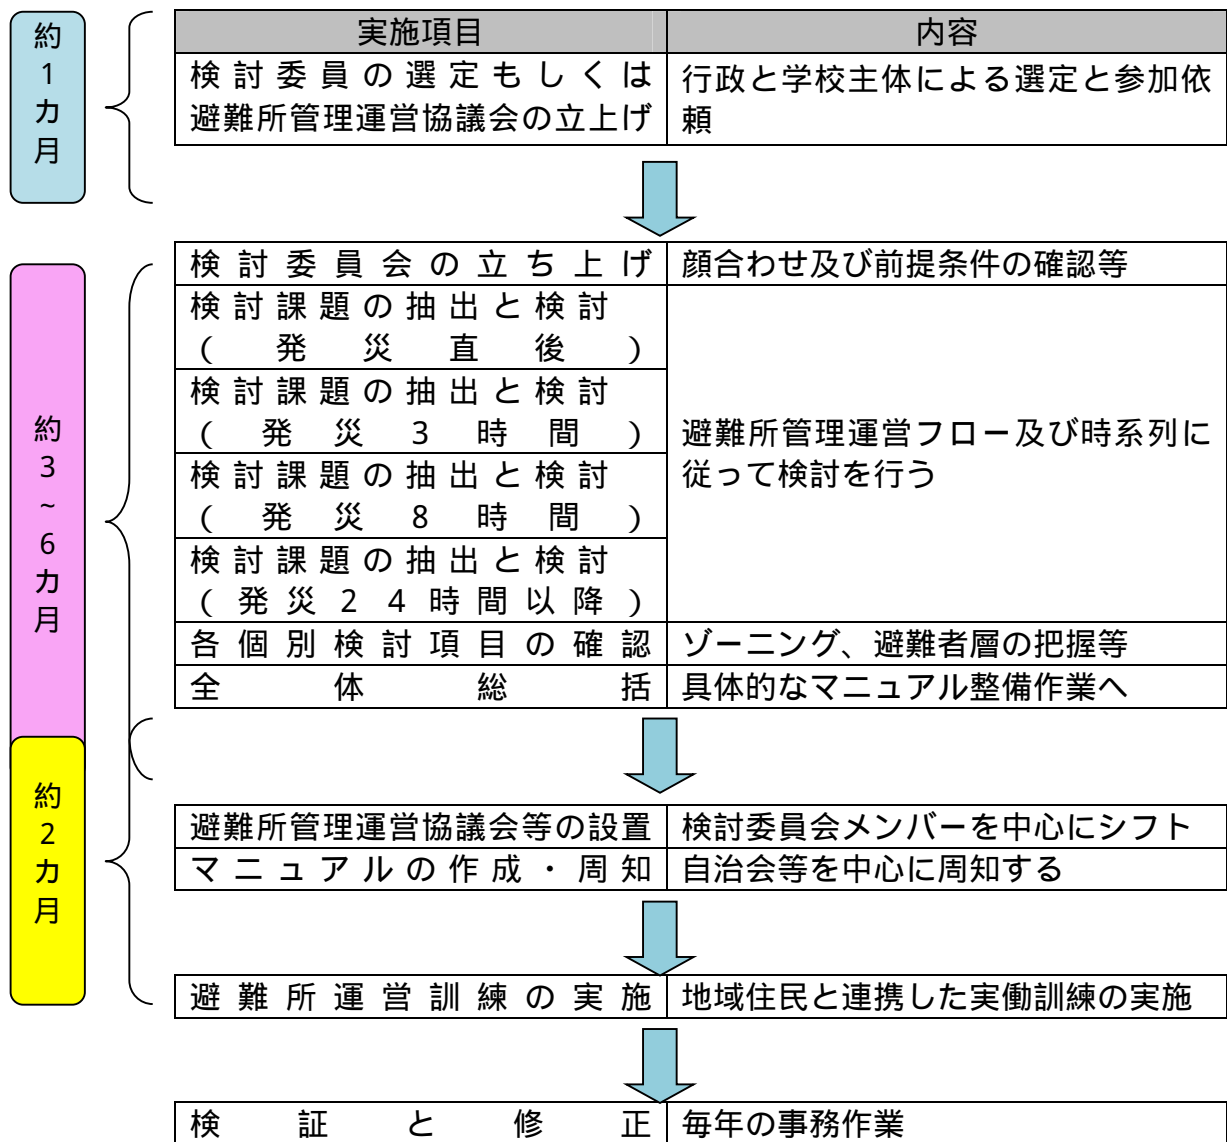 約1カ月
実施項目 内容
検討委員の選定もしくは
避難所管理運営協議会の立上げ
行政と学校主体による選定と参加依
頼
約3~6カ月
検討委員会の立ち上げ 顔合わせ及び前提条件の確認等
検討課題の抽出と検討
(発災直後)
検討課題の抽出と検討
(発災3時間)
検討課題の抽出と検討
(発災8時間)
検討課題の抽出と検討
(発災24時間以降)
避難所管理運営フロー及び時系列に
従って検討を行う
各個別検討項目の確認 ゾーニング、避難者層の把握等
全体総括 具体的なマニュアル整備作業へ
約2カ月
避難所管理運営協議会等の設置 検討委員会メンバーを中心にシフト
マニュアルの作成・周知 自治会等を中心に周知する
避難所運営訓練の実施 地域住民と連携した実働訓練の実施
検証と修正 毎年の事務作業